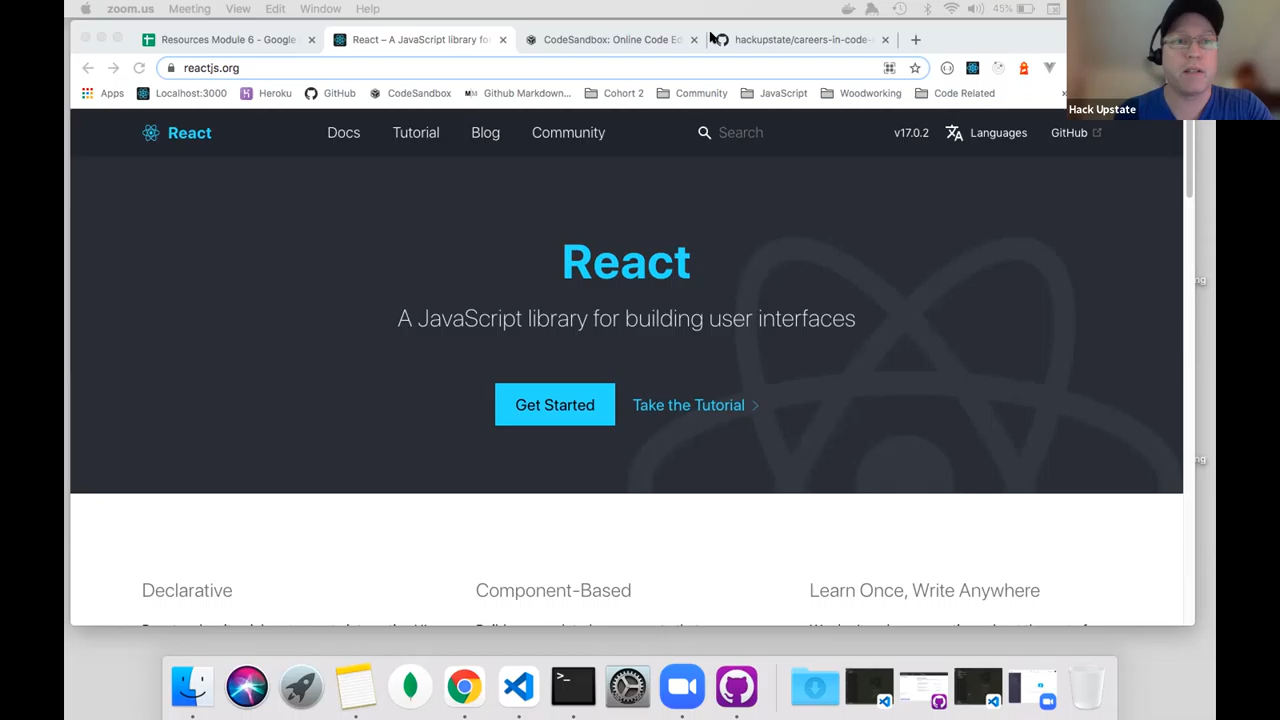 zoom.us Meeting View Edit Window Help 45%
Resources Module 6 - Google React – A JavaScript library for CodeSandbox: Online Code Ed hackupstate/careers-in-code-
reactjs.org
Apps Localhost:3000 Heroku GitHub CodeSandbox Github Markdown... Cohort 2 Community JavaScript Woodworking Code Related
Hack Upstate
React Docs Tutorial Blog Community Search v17.0.2 Languages GitHub
React
A JavaScript library for building user interfaces
Get Started Take the Tutorial
Declarative Component-Based Learn Once, Write Anywhere